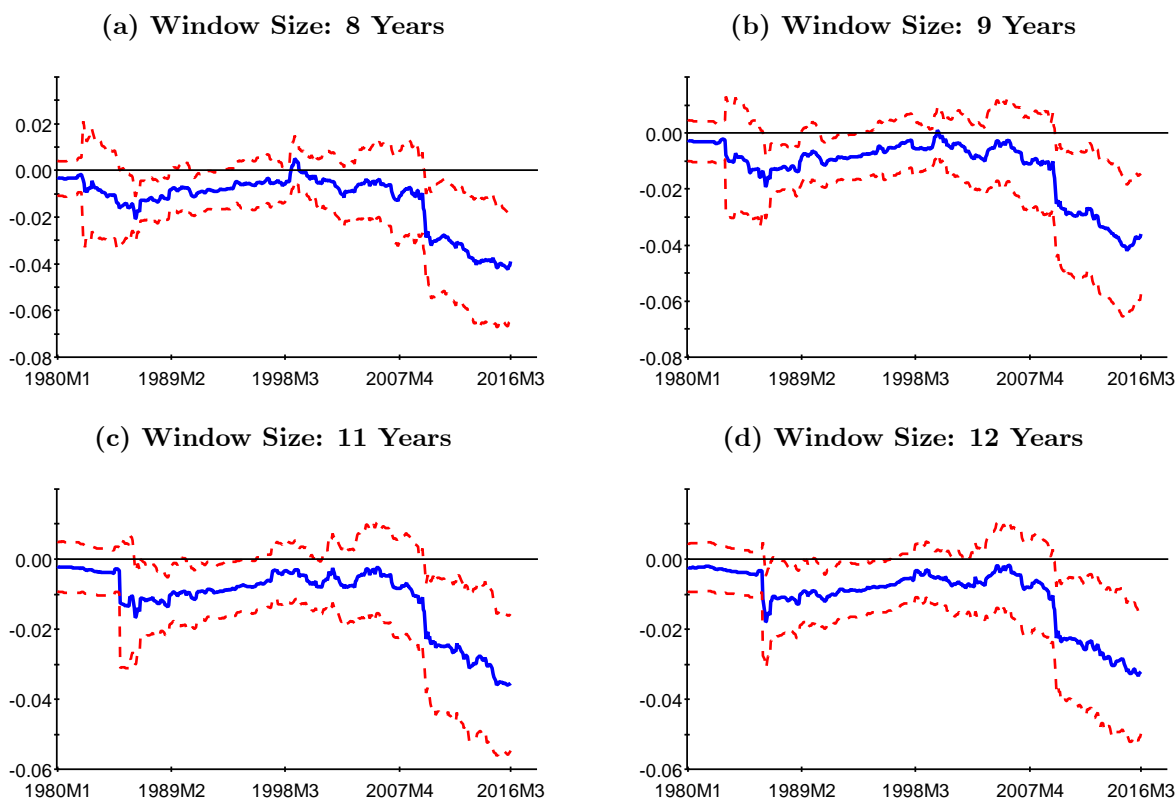 (a) Window Size: 8 Years
0.02
0.00
-0.02
-0.04
-0.06
-0.08
1980M1 1989M2 1998M3 2007M4 2016M3
(b) Window Size: 9 Years
0.00
-0.02
-0.04
-0.06
-0.08
1980M1 1989M2 1998M3 2007M4 2016M3
(c) Window Size: 11 Years
0.00
-0.02
-0.04
-0.06
1980M1 1989M2 1998M3 2007M4 2016M3
(d) Window Size: 12 Years
0.00
-0.02
-0.04
-0.06
1980M1 1989M2 1998M3 2007M4 2016M3